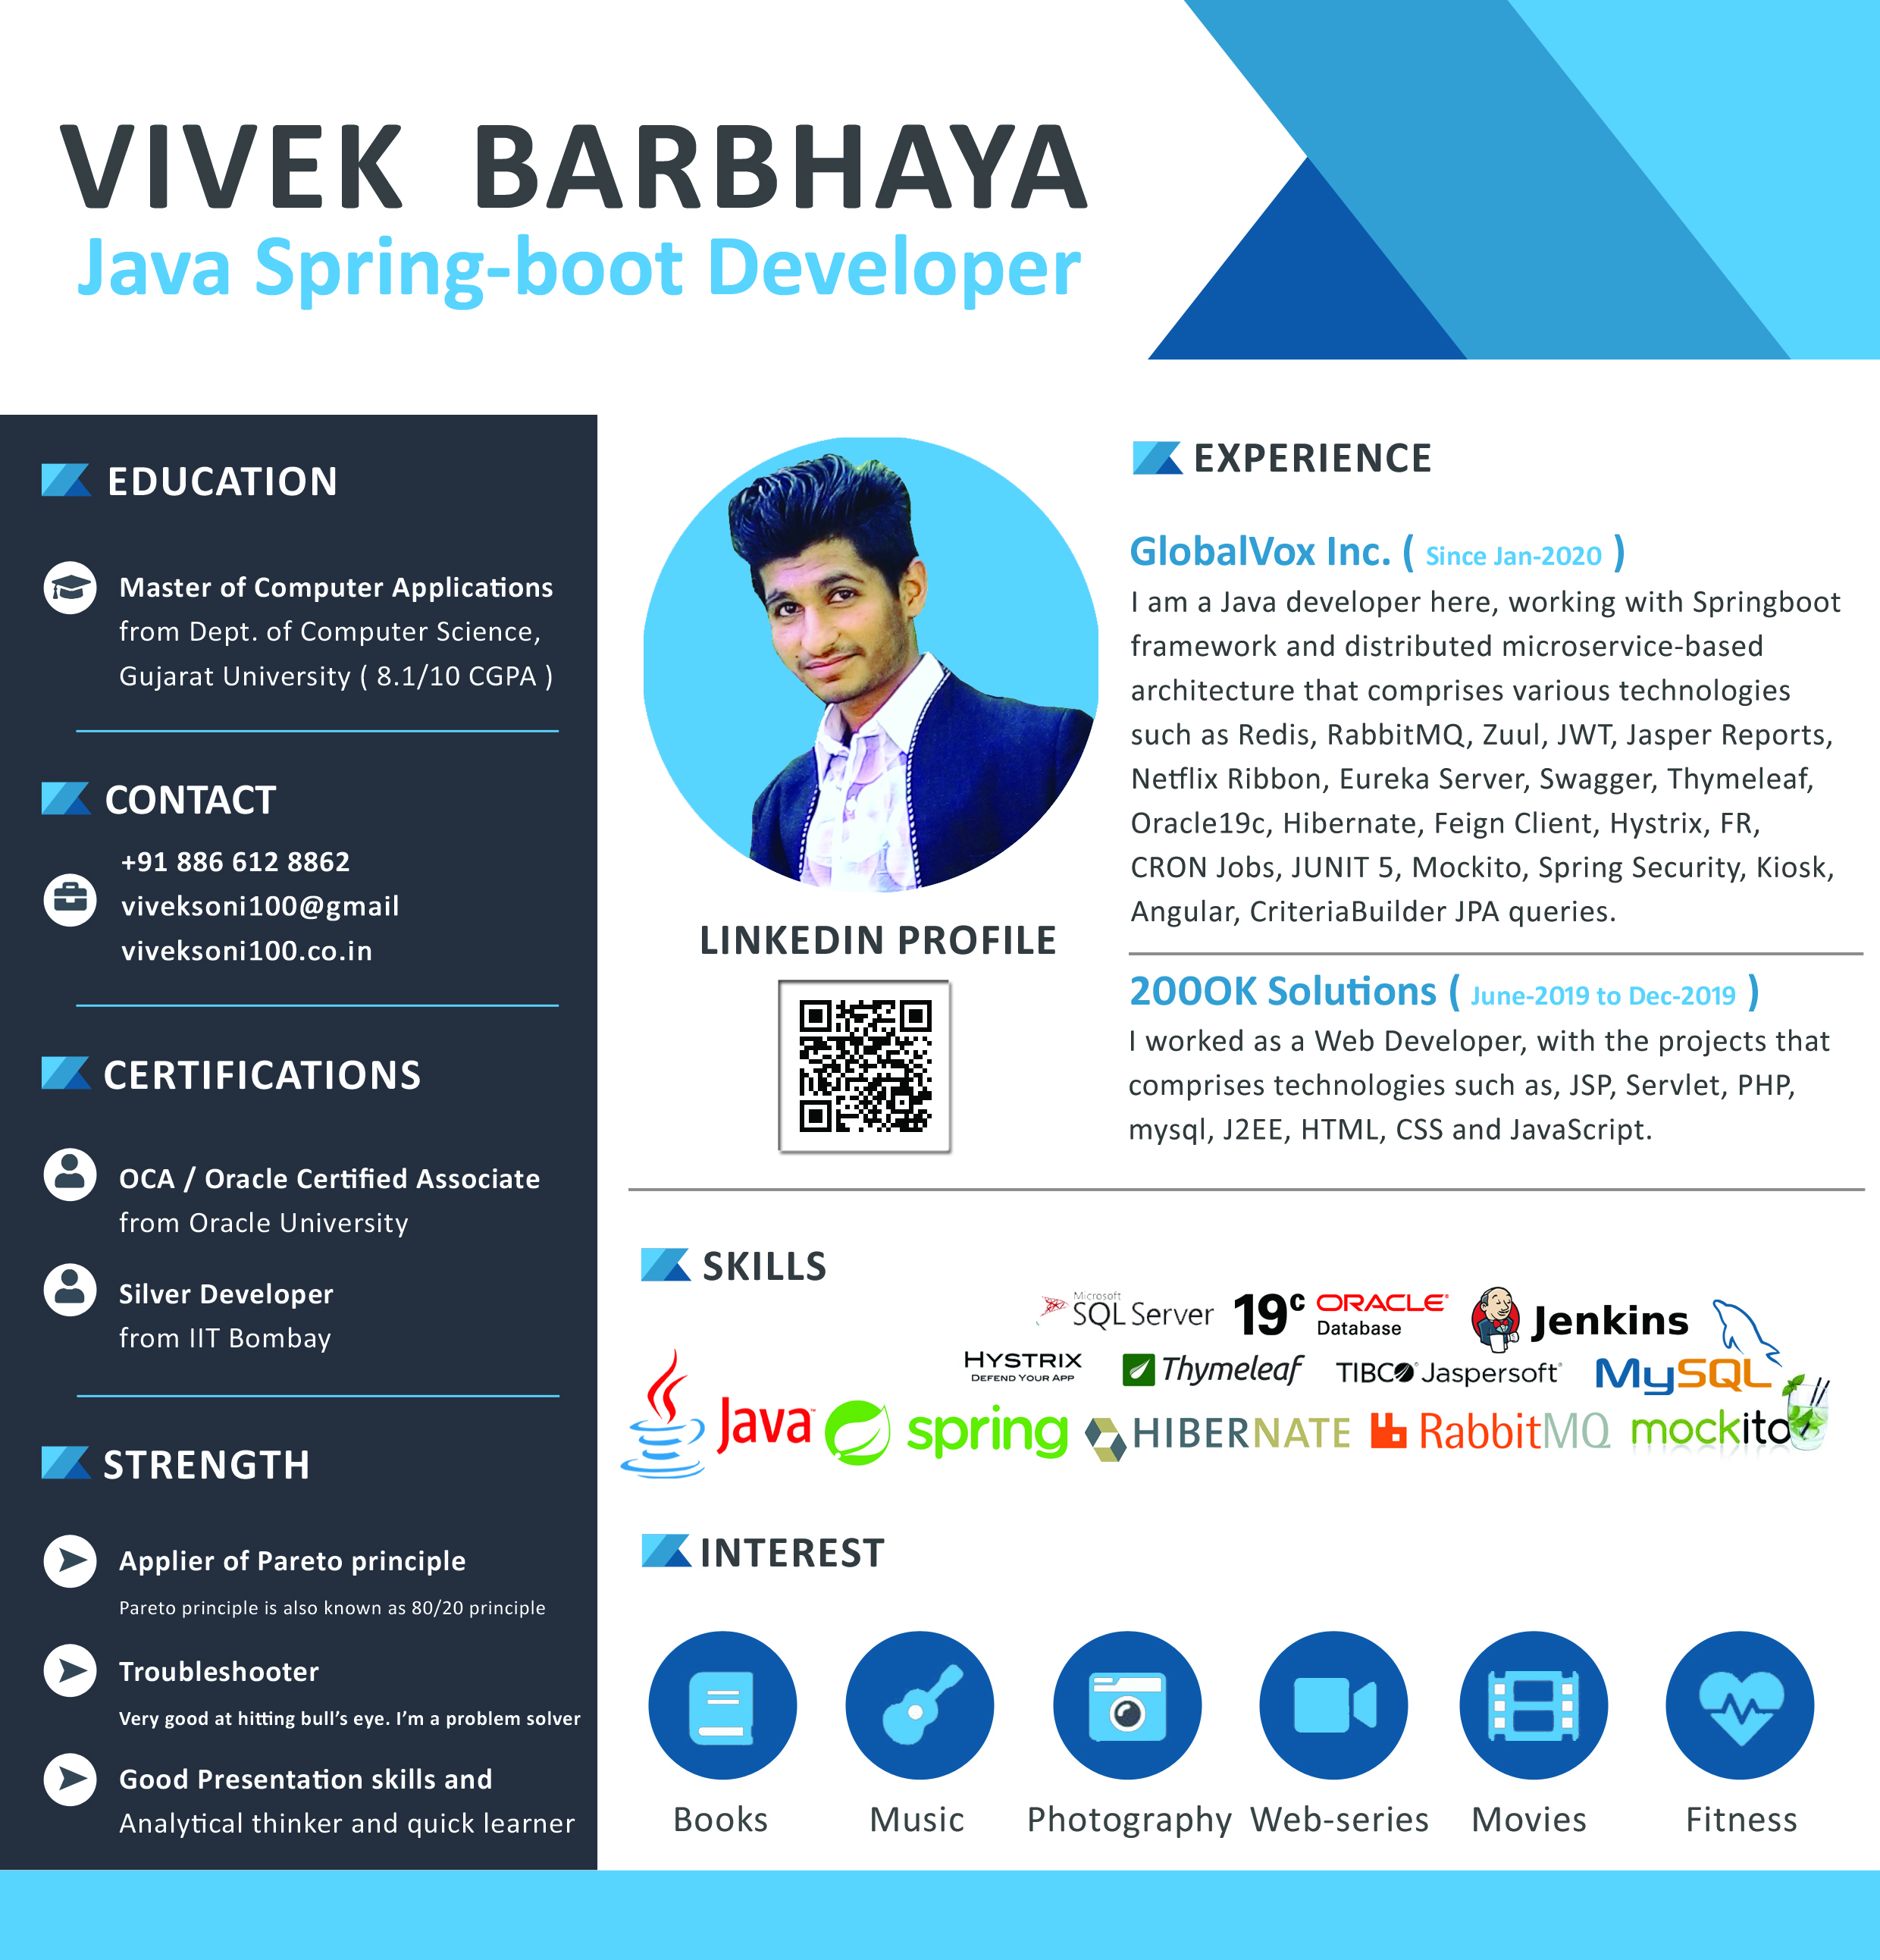 VIVEK BARBHAYA
Java Spring-boot Developer
EDUCATION
Master of Computer Applications
from Dept. of Computer Science,
Gujarat University ( 8.1/10 CGPA )
CONTACT
+91 886 612 8862
viveksoni100@gmail
viveksoni100.co.in
CERTIFICATIONS
OCA / Oracle Certified Associate
from Oracle University
Silver Developer
from IIT Bombay
STRENGTH
Applier of Pareto principle
Pareto principle is also known as 80/20 principle
Troubleshooter
Very good at hitting bull’s eye. I’m a problem solver
Good Presentation skills and
Analytical thinker and quick learner
LINKEDIN PROFILE
EXPERIENCE
GlobalVox Inc. ( Since Jan-2020 )
I am a Java developer here, working with Springboot
framework and distributed microservice-based
architecture that comprises various technologies
such as Redis, RabbitMQ, Zuul, JWT, Jasper Reports,
Netflix Ribbon, Eureka Server, Swagger, Thymeleaf,
Oracle19c, Hibernate, Feign Client, Hystrix, FR,
CRON Jobs, JUNIT 5, Mockito, Spring Security, Kiosk,
Angular, CriteriaBuilder JPA queries.
200OK Solutions ( June-2019 to Dec-2019 )
I worked as a Web Developer, with the projects that
comprises technologies such as, JSP, Servlet, PHP,
mysql, J2EE, HTML, CSS and JavaScript.
SKILLS
Microsoft
SQL Server
19c ORACLE
Database
Jenkins
HYSTRIX
DEFEND YOUR APP
Thymeleaf
TIBCO Jaspersoft
MySQL
Java
spring
HIBERNATE
RabbitMQ
mockito
INTEREST
Books
Music
Photography
Web-series
Movies
Fitness